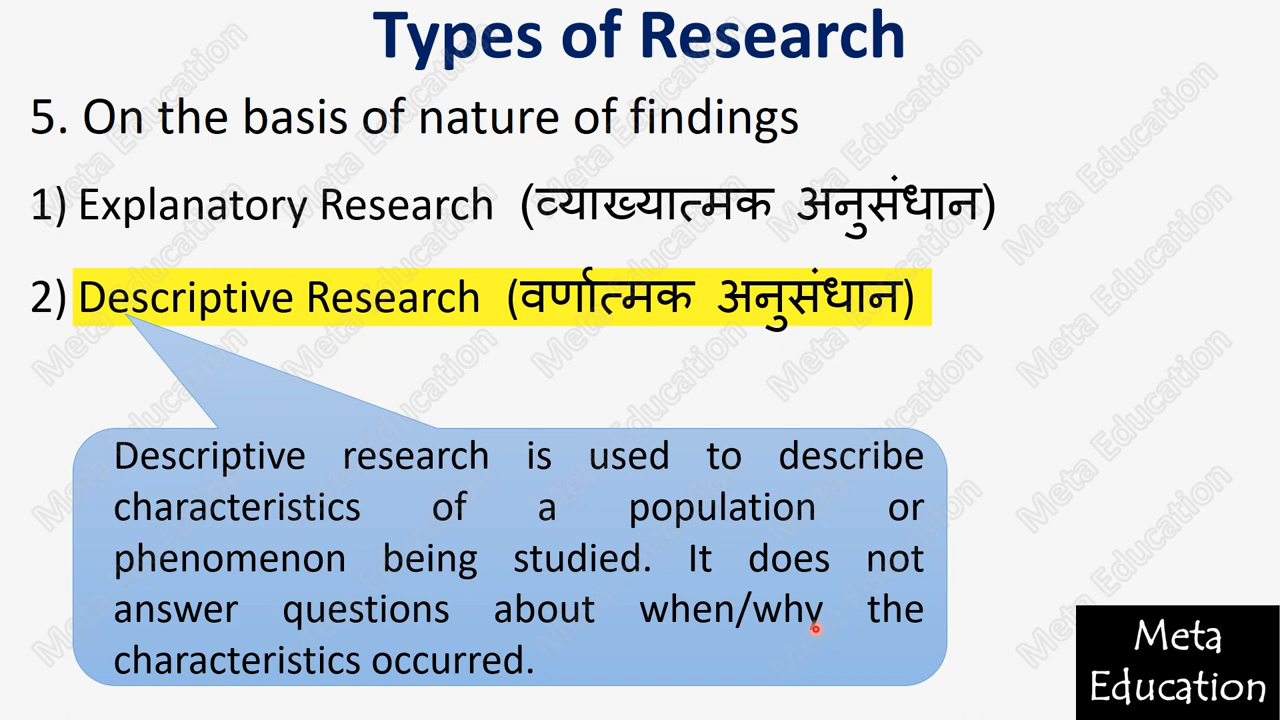 Types of Research
5. On the basis of nature of findings
1) Explanatory Research (व्याख्यात्मक अनुसंधान)
2) Descriptive Research (वर्णात्मक अनुसंधान)
Descriptive research is used to describe
characteristics of a population or
phenomenon being studied. It does not
answer questions about when/why the
characteristics occurred.
Meta
Education